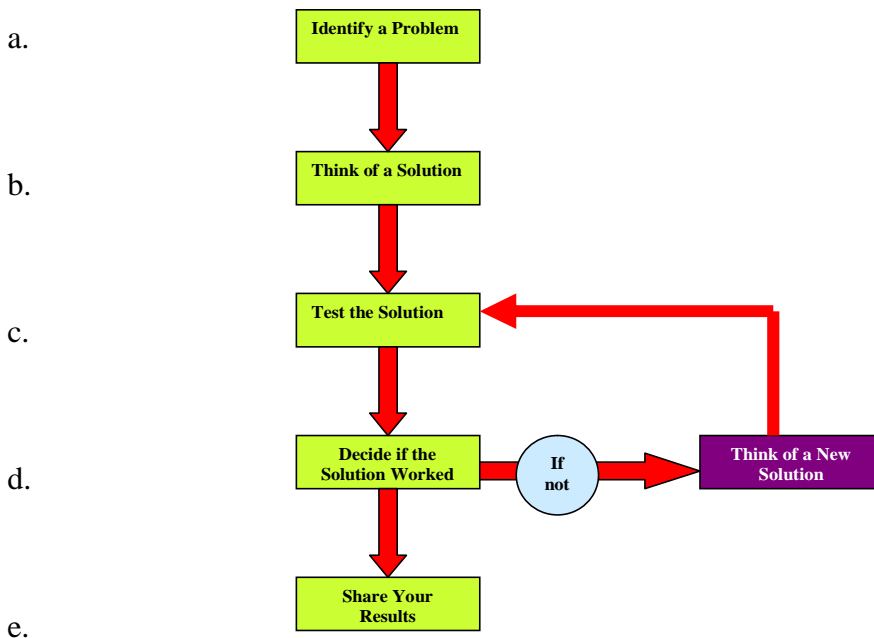 a.
Identify a Problem
b.
Think of a Solution
c.
Test the Solution
d.
Decide if the
Solution Worked
If
not
Think of a New
Solution
e.
Share Your
Results